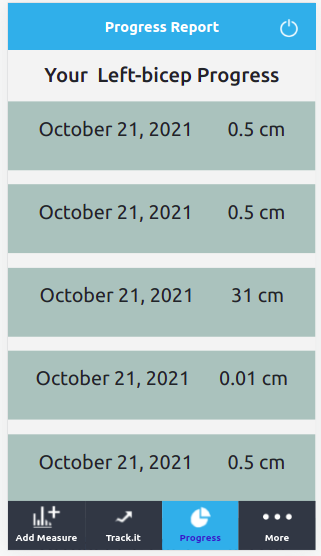 Progress Report
Your Left-bicep Progress
October 21, 2021 0.5 cm
October 21, 2021 0.5 cm
October 21, 2021 31 cm
October 21, 2021 0.01 cm
October 21, 2021 0.5 cm
Add Measure Track.it Progress More